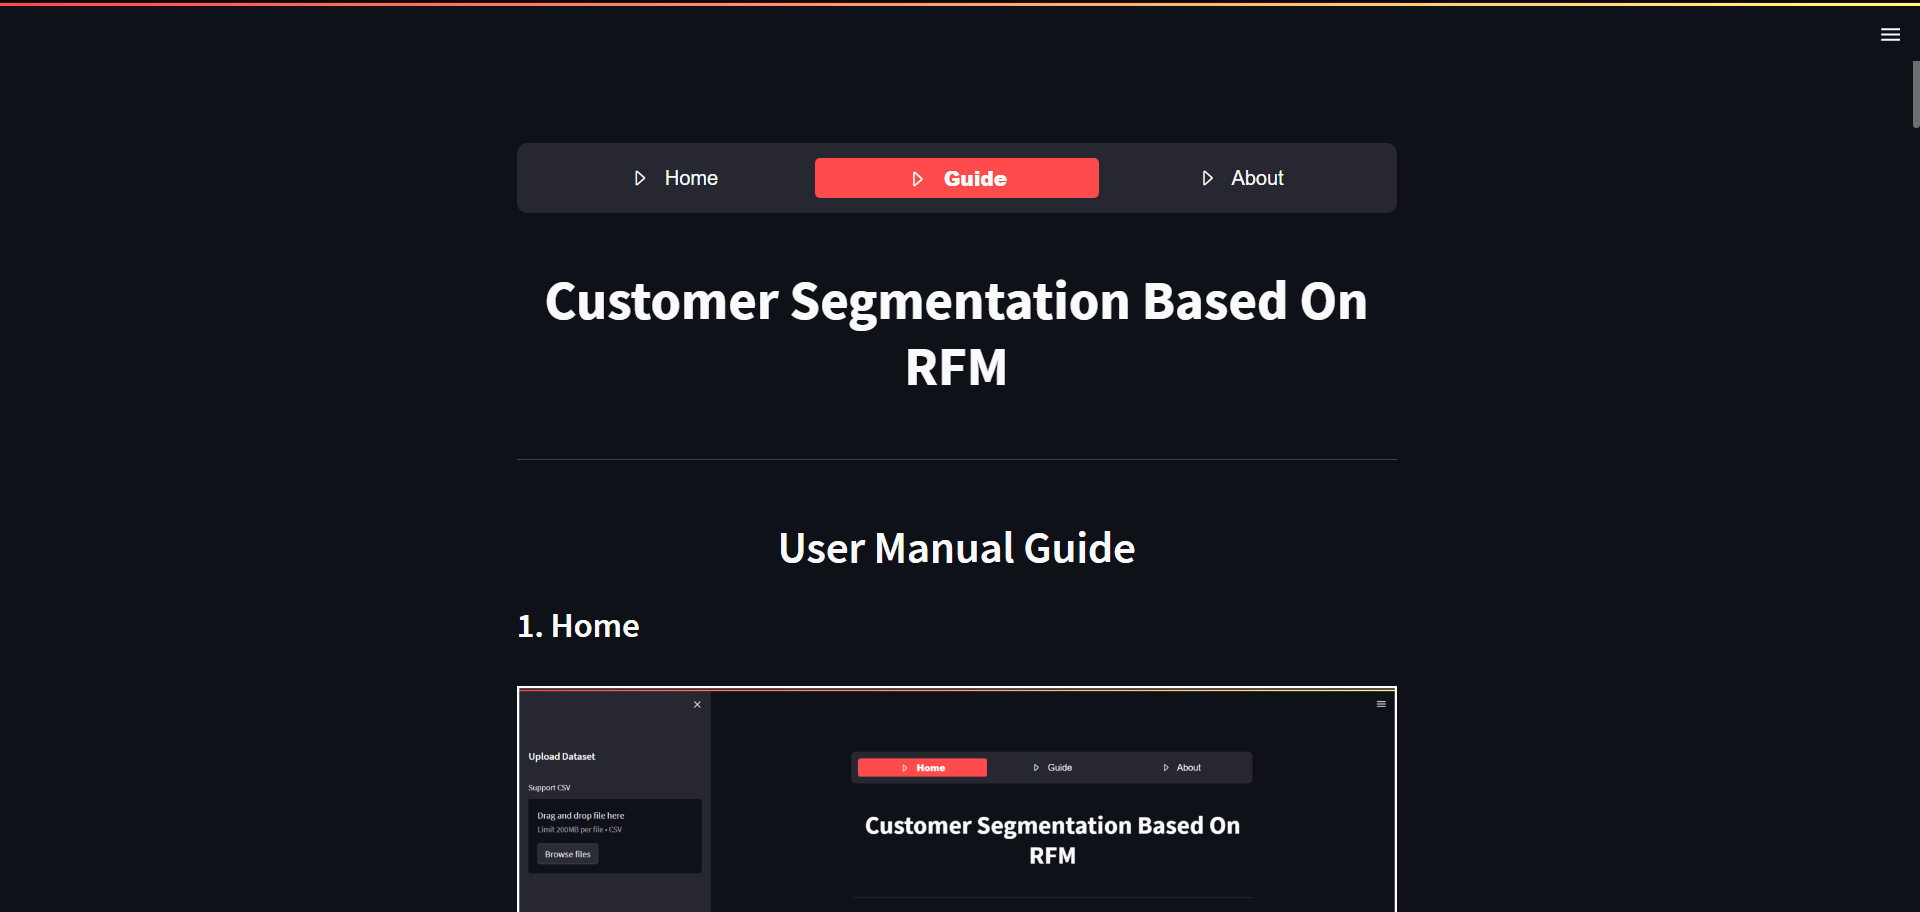 Home Guide About
Customer Segmentation Based On
RFM
User Manual Guide
1. Home
Upload Dataset
Support CSV
Drag and drop file here
Limit 200MB per file • CSV
Browse files
Home Guide About
Customer Segmentation Based On
RFM